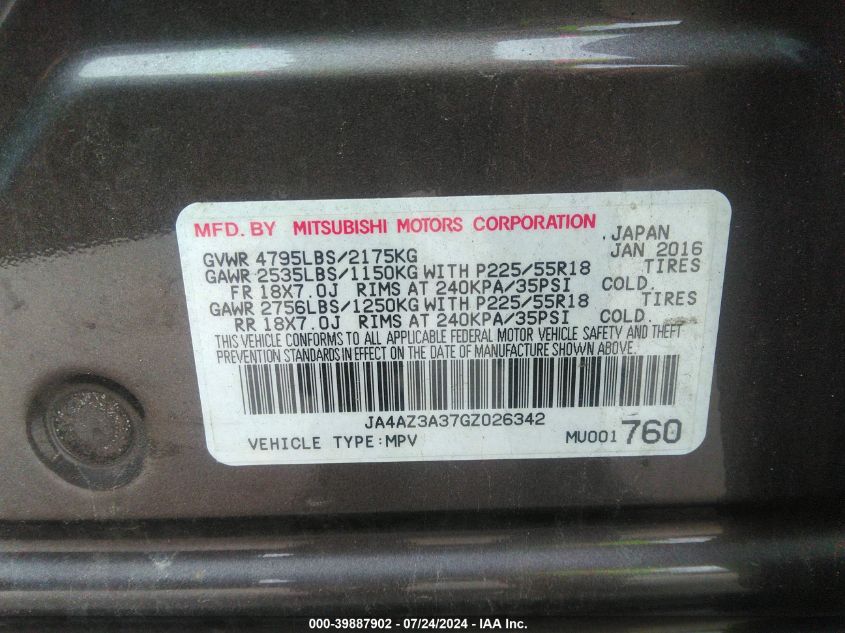 MFD. BY MITSUBISHI MOTORS CORPORATION , JAPAN
GVWR 4795LBS/2175KG JAN 2016
GAWR 2535LBS/1150KG WITH P225/55R18 TIRES
FR 18X7.0J RIMS AT 240KPA/35PSI COLD.
GAWR 2756LBS/1250KG WITH P225/55R18 TIRES
RR 18X7.0J RIMS AT 240KPA/35PSI COLD.
THIS VEHICLE CONFORMS TO ALL APPLICABLE FEDERAL MOTOR VEHICLE SAFETY AND THEFT
PREVENTION STANDARDS IN EFFECT ON THE DATE OF MANUFACTURE SHOWN ABOVE.
JA4AZ3A37GZ026342
VEHICLE TYPE:MPV MU001760
000-39887902 - 07/24/2024 - IAA Inc.